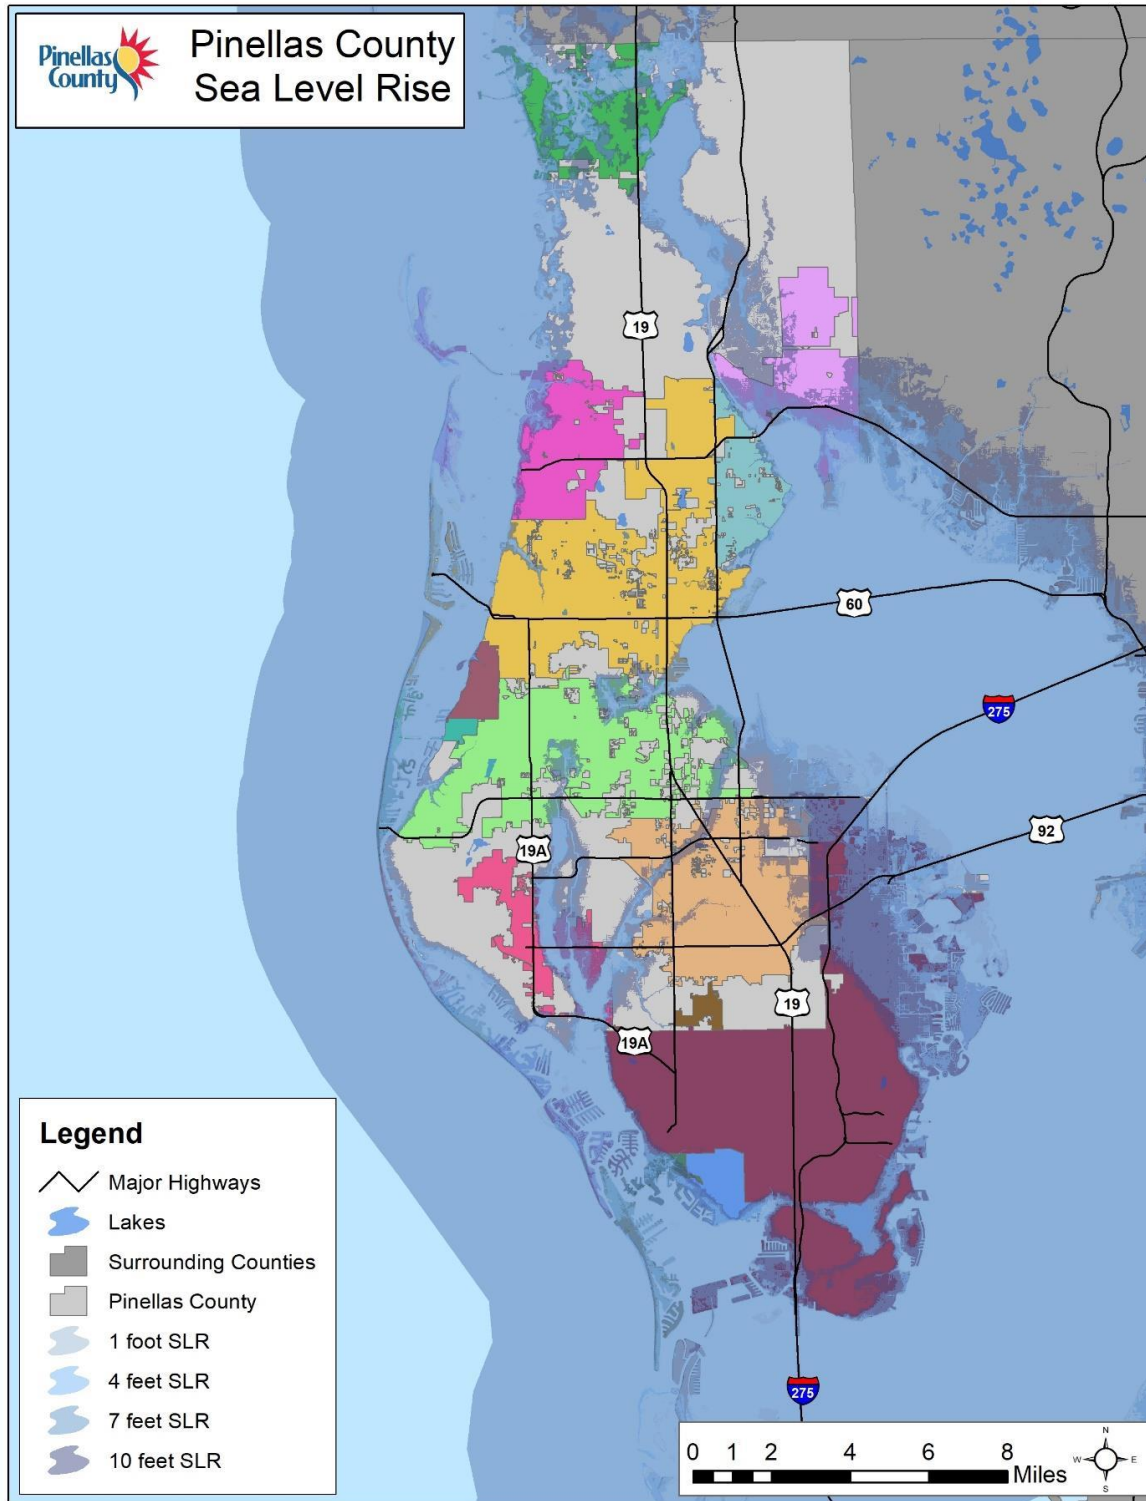 Pinellas
County
Pinellas County
Sea Level Rise
19
60
275
92
19A
19
19A
275
Legend
Major Highways
Lakes
Surrounding Counties
Pinellas County
1 foot SLR
4 feet SLR
7 feet SLR
10 feet SLR
0 1 2 4 6 8
Miles
N
W E
S